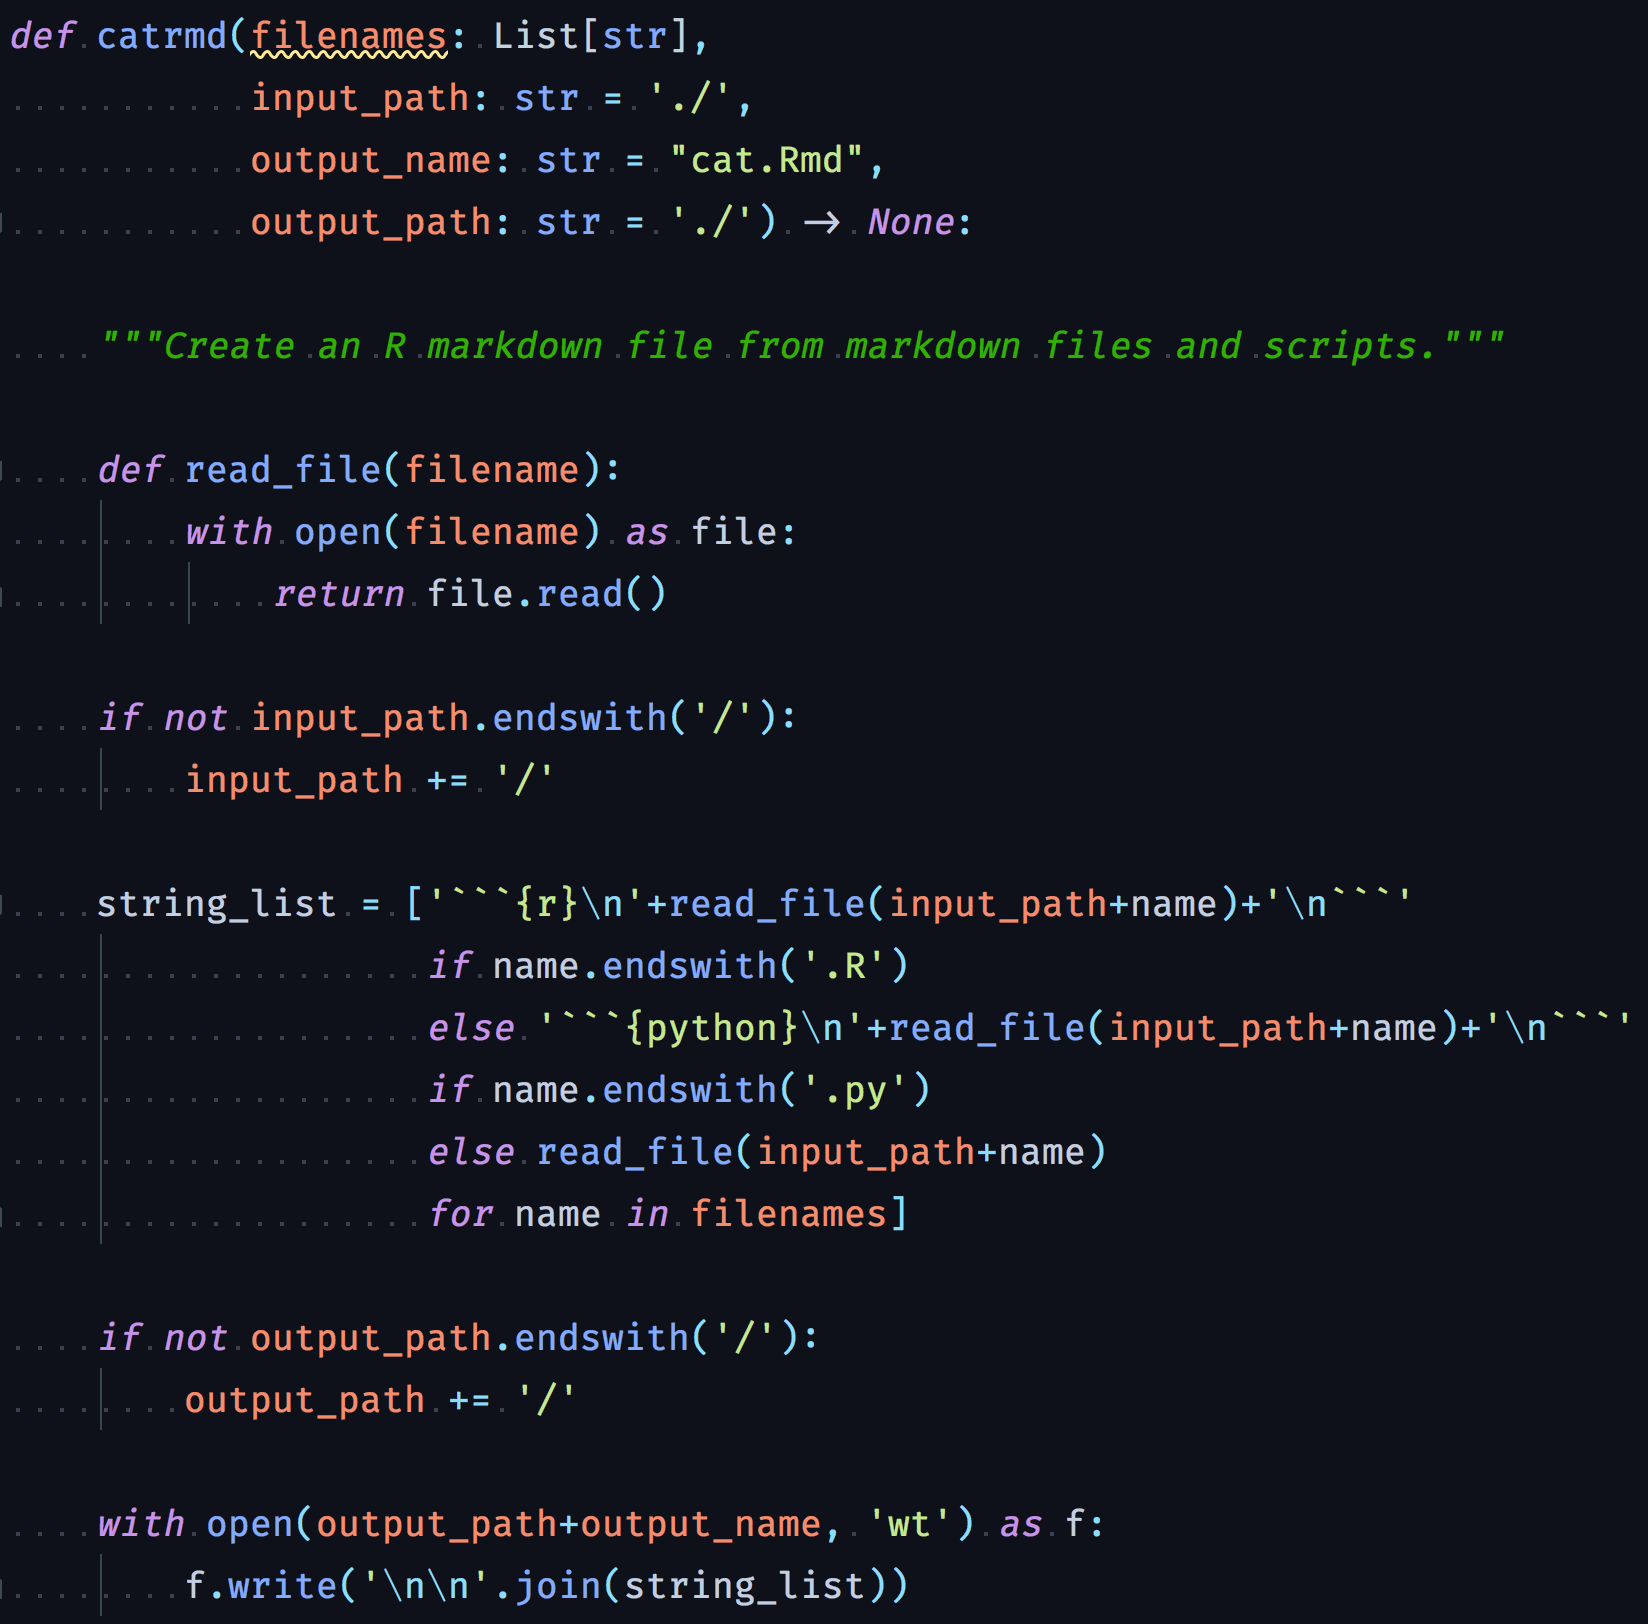 def catrmd(filenames: List[str],
           input_path: str = './',
           output_name: str = "cat.Rmd",
           output_path: str = './') -> None:

    """Create an R markdown file from markdown files and scripts."""

    def read_file(filename):
        with open(filename) as file:
            return file.read()

    if not input_path.endswith('/'):
        input_path += '/'

    string_list = ['```{r}\n'+read_file(input_path+name)+'\n```'
                   if name.endswith('.R')
                   else '```{python}\n'+read_file(input_path+name)+'\n```'
                   if name.endswith('.py')
                   else read_file(input_path+name)
                   for name in filenames]

    if not output_path.endswith('/'):
        output_path += '/'

    with open(output_path+output_name, 'wt') as f:
        f.write('\n\n'.join(string_list))